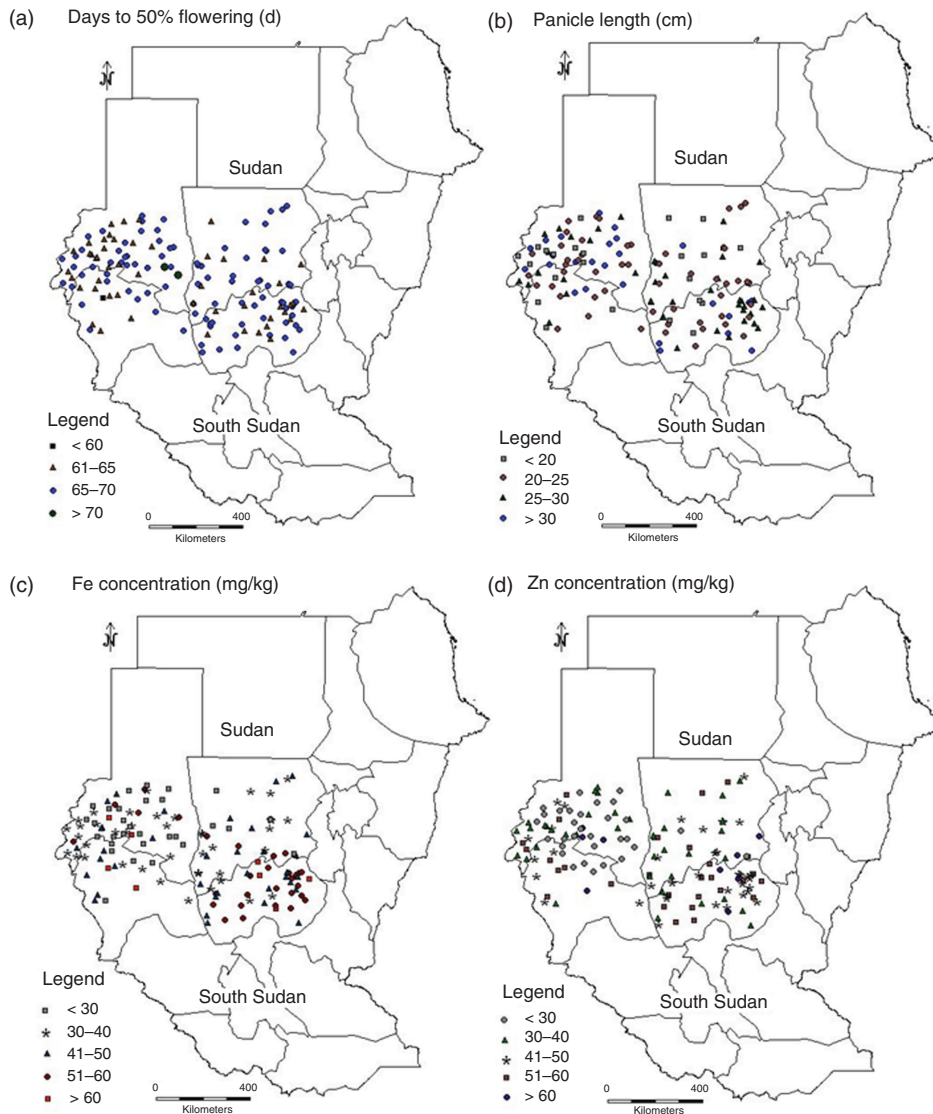 (a) Days to 50% flowering (d)
N
Sudan
South Sudan
Legend
< 60
61–65
65–70
> 70
0 400
Kilometers
(b) Panicle length (cm)
N
Sudan
South Sudan
Legend
< 20
20–25
25–30
> 30
0 400
Kilometers
(c) Fe concentration (mg/kg)
N
Sudan
South Sudan
Legend
< 30
30–40
41–50
51–60
> 60
0 400
Kilometers
(d) Zn concentration (mg/kg)
N
Sudan
South Sudan
Legend
< 30
30–40
41–50
51–60
> 60
0 400
Kilometers